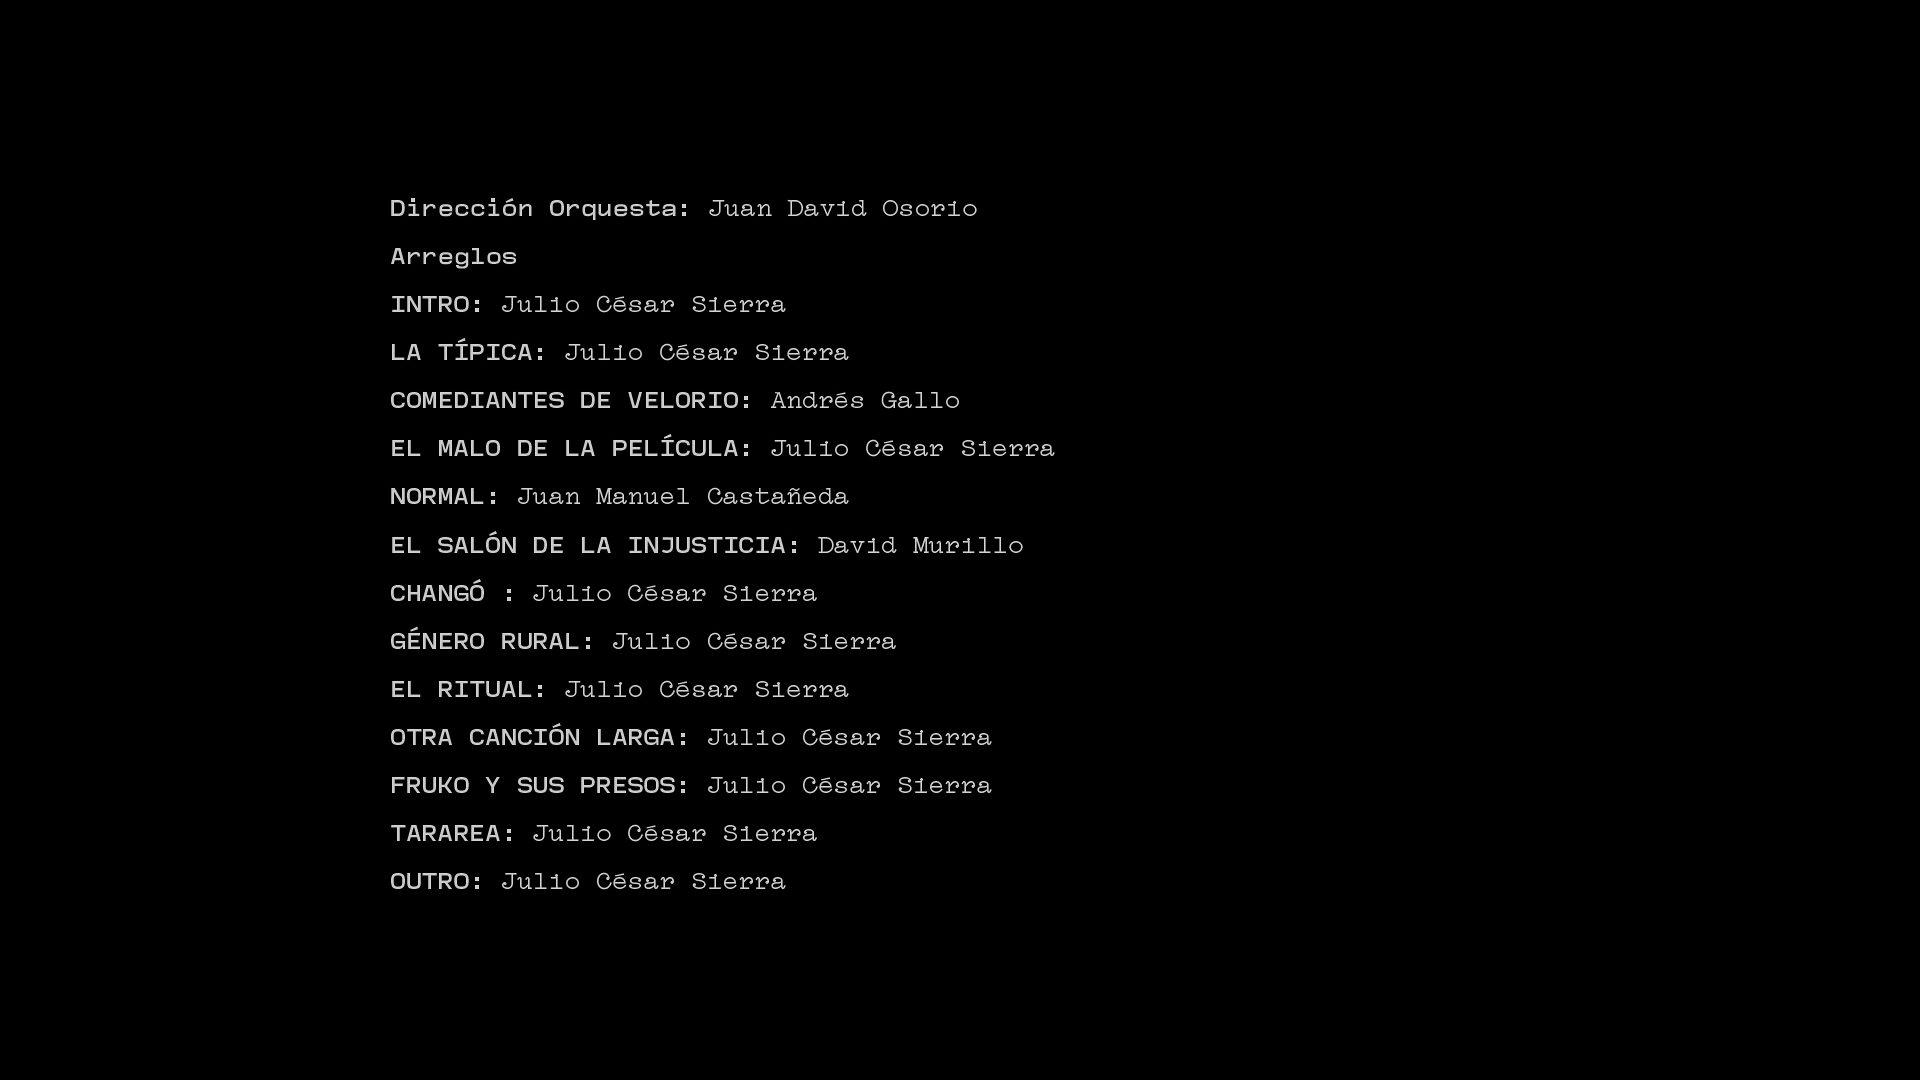 Dirección Orquesta: Juan David Osorio
Arreglos
INTRO: Julio César Sierra
LA TÍPICA: Julio César Sierra
COMEDIANTES DE VELORIO: Andrés Gallo
EL MALO DE LA PELÍCULA: Julio César Sierra
NORMAL: Juan Manuel Castañeda
EL SALÓN DE LA INJUSTICIA: David Murillo
CHANGÓ : Julio César Sierra
GÉNERO RURAL: Julio César Sierra
EL RITUAL: Julio César Sierra
OTRA CANCIÓN LARGA: Julio César Sierra
FRUKO Y SUS PRESOS: Julio César Sierra
TARAREA: Julio César Sierra
OUTRO: Julio César Sierra